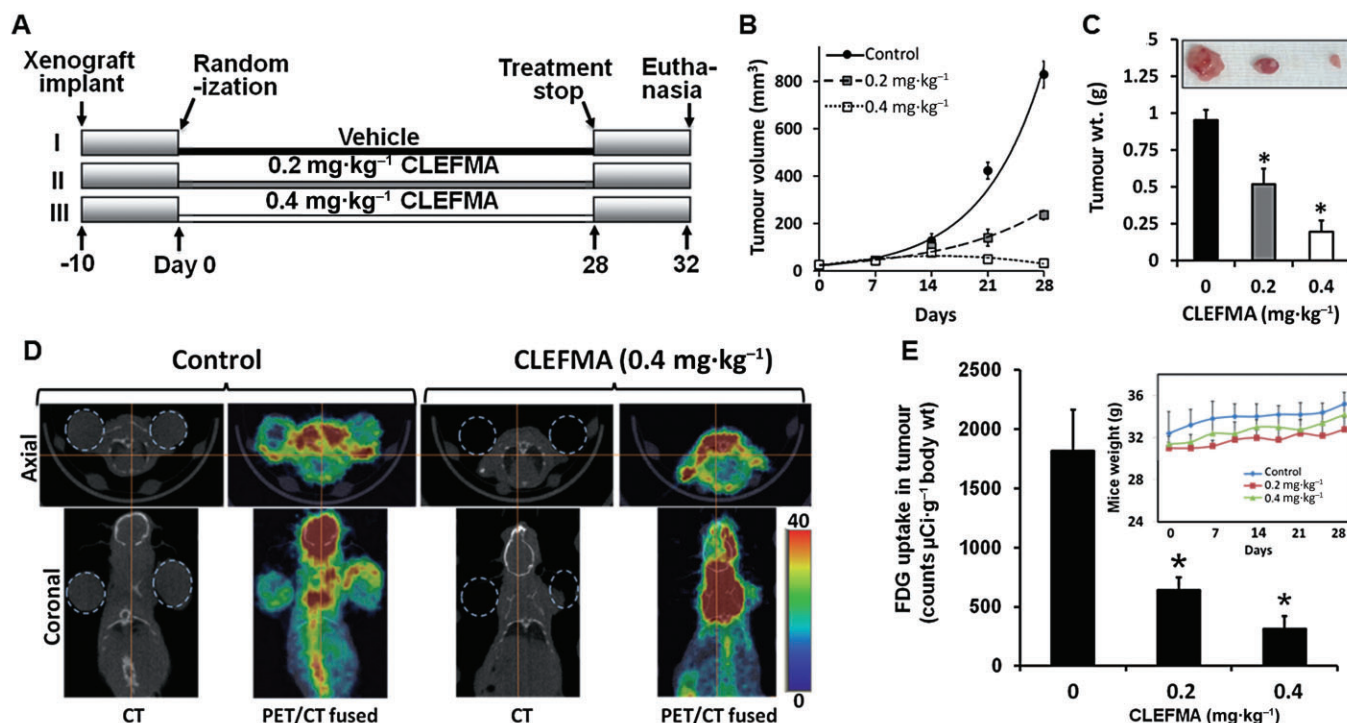 A
Xenograft
implant
Random
-ization
Treatment
stop
Eutha-
nasia
I
Vehicle
0.2 mg·kg⁻¹ CLEFMA
II
0.4 mg·kg⁻¹ CLEFMA
III
-10
Day 0
28
32
B
Control
0.2 mg·kg⁻¹
0.4 mg·kg⁻¹
Tumour volume (mm³)
800
600
400
200
0
0 7 14 21 28
Days
C
Tumour wt. (g)
1.5
1.25
1
0.75
0.5
0.25
0
* *
0 0.2 0.4
CLEFMA (mg·kg⁻¹)
D
Control
CLEFMA (0.4 mg·kg⁻¹)
Axial
Coronal
40
0
CT
PET/CT fused
CT
PET/CT fused
E
FDG uptake in tumour
(counts µCi·g⁻¹ body wt)
2500
2000
1500
1000
500
0
* *
0 0.2 0.4
CLEFMA (mg·kg⁻¹)
Mice weight (g)
36
32
28
24
Control
0.2 mg·kg⁻¹
0.4 mg·kg⁻¹
0 7 14 21 28
Days